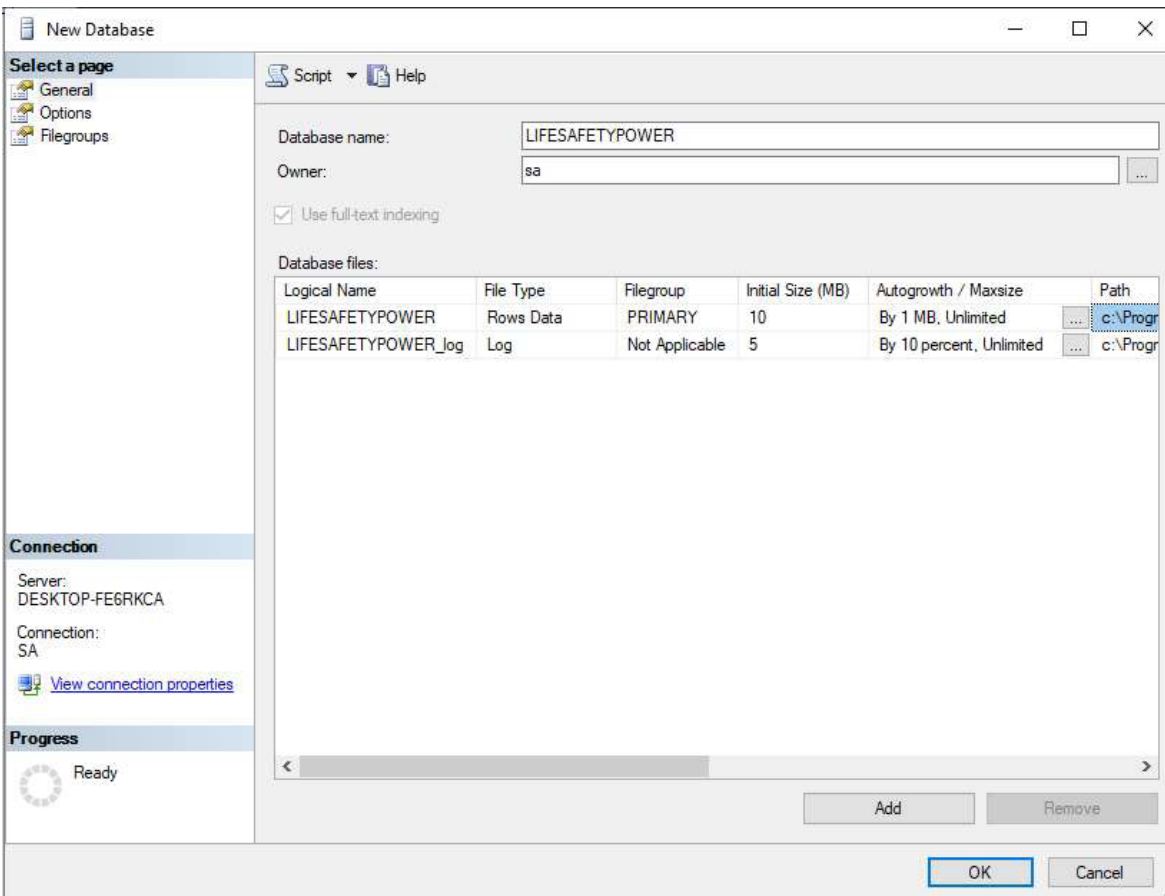 New Database
Select a page
General
Options
Filegroups
Script Help
Database name: LIFESAFETYPOWER
Owner: sa ...
Use full-text indexing
Database files:
Logical Name File Type Filegroup Initial Size (MB) Autogrowth / Maxsize Path
LIFESAFETYPOWER Rows Data PRIMARY 10 By 1 MB, Unlimited ... c:\Progr
LIFESAFETYPOWER_log Log Not Applicable 5 By 10 percent, Unlimited ... c:\Progr
Connection
Server:
DESKTOP-FE6RKCA
Connection:
SA
View connection properties
Progress
Ready
Add Remove
OK Cancel